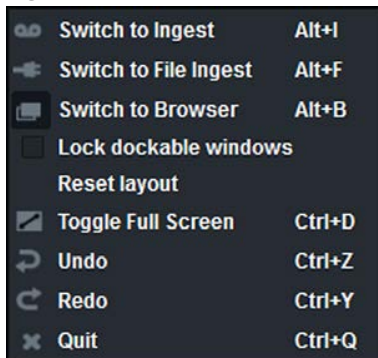 Switch to Ingest Alt+I
Switch to File Ingest Alt+F
Switch to Browser Alt+B
Lock dockable windows
Reset layout
Toggle Full Screen Ctrl+D
Undo Ctrl+Z
Redo Ctrl+Y
Quit Ctrl+Q